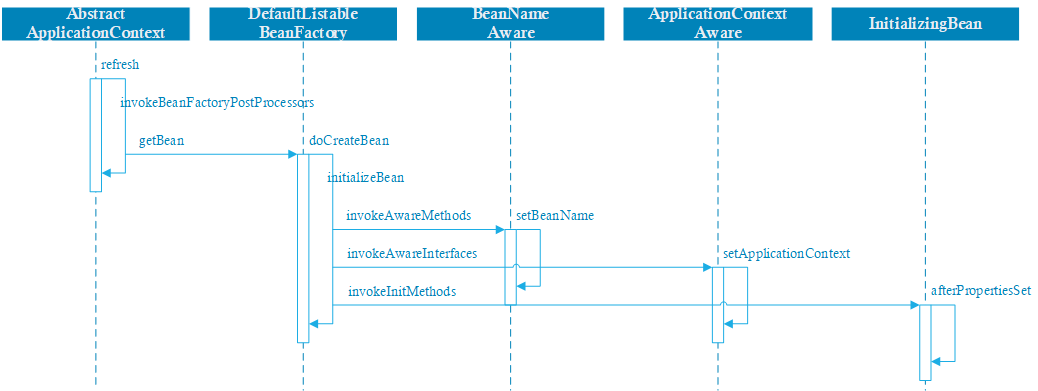 Abstract
ApplicationContext
DefaultListable
BeanFactory
BeanName
Aware
ApplicationContext
Aware
InitializingBean
refresh
invokeBeanFactoryPostProcessors
getBean
doCreateBean
initializeBean
invokeAwareMethods
setBeanName
invokeAwareInterfaces
setApplicationContext
invokeInitMethods
afterPropertiesSet